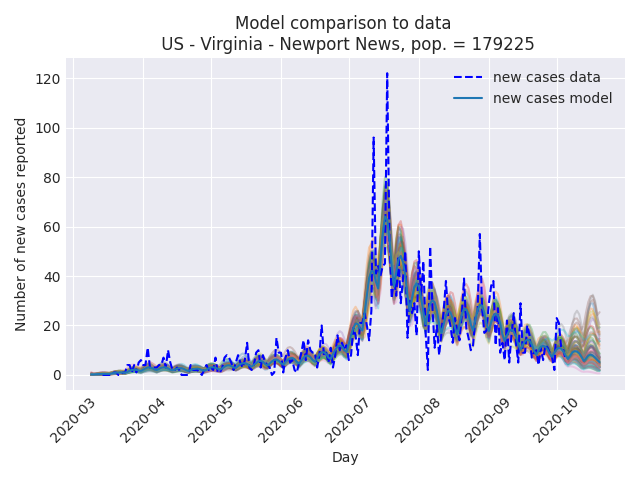 Model comparison to data
US - Virginia - Newport News, pop. = 179225
Number of new cases reported
120
100
80
60
40
20
0
new cases data
new cases model
2020-03
2020-04
2020-05
2020-06
2020-07
2020-08
2020-09
2020-10
Day